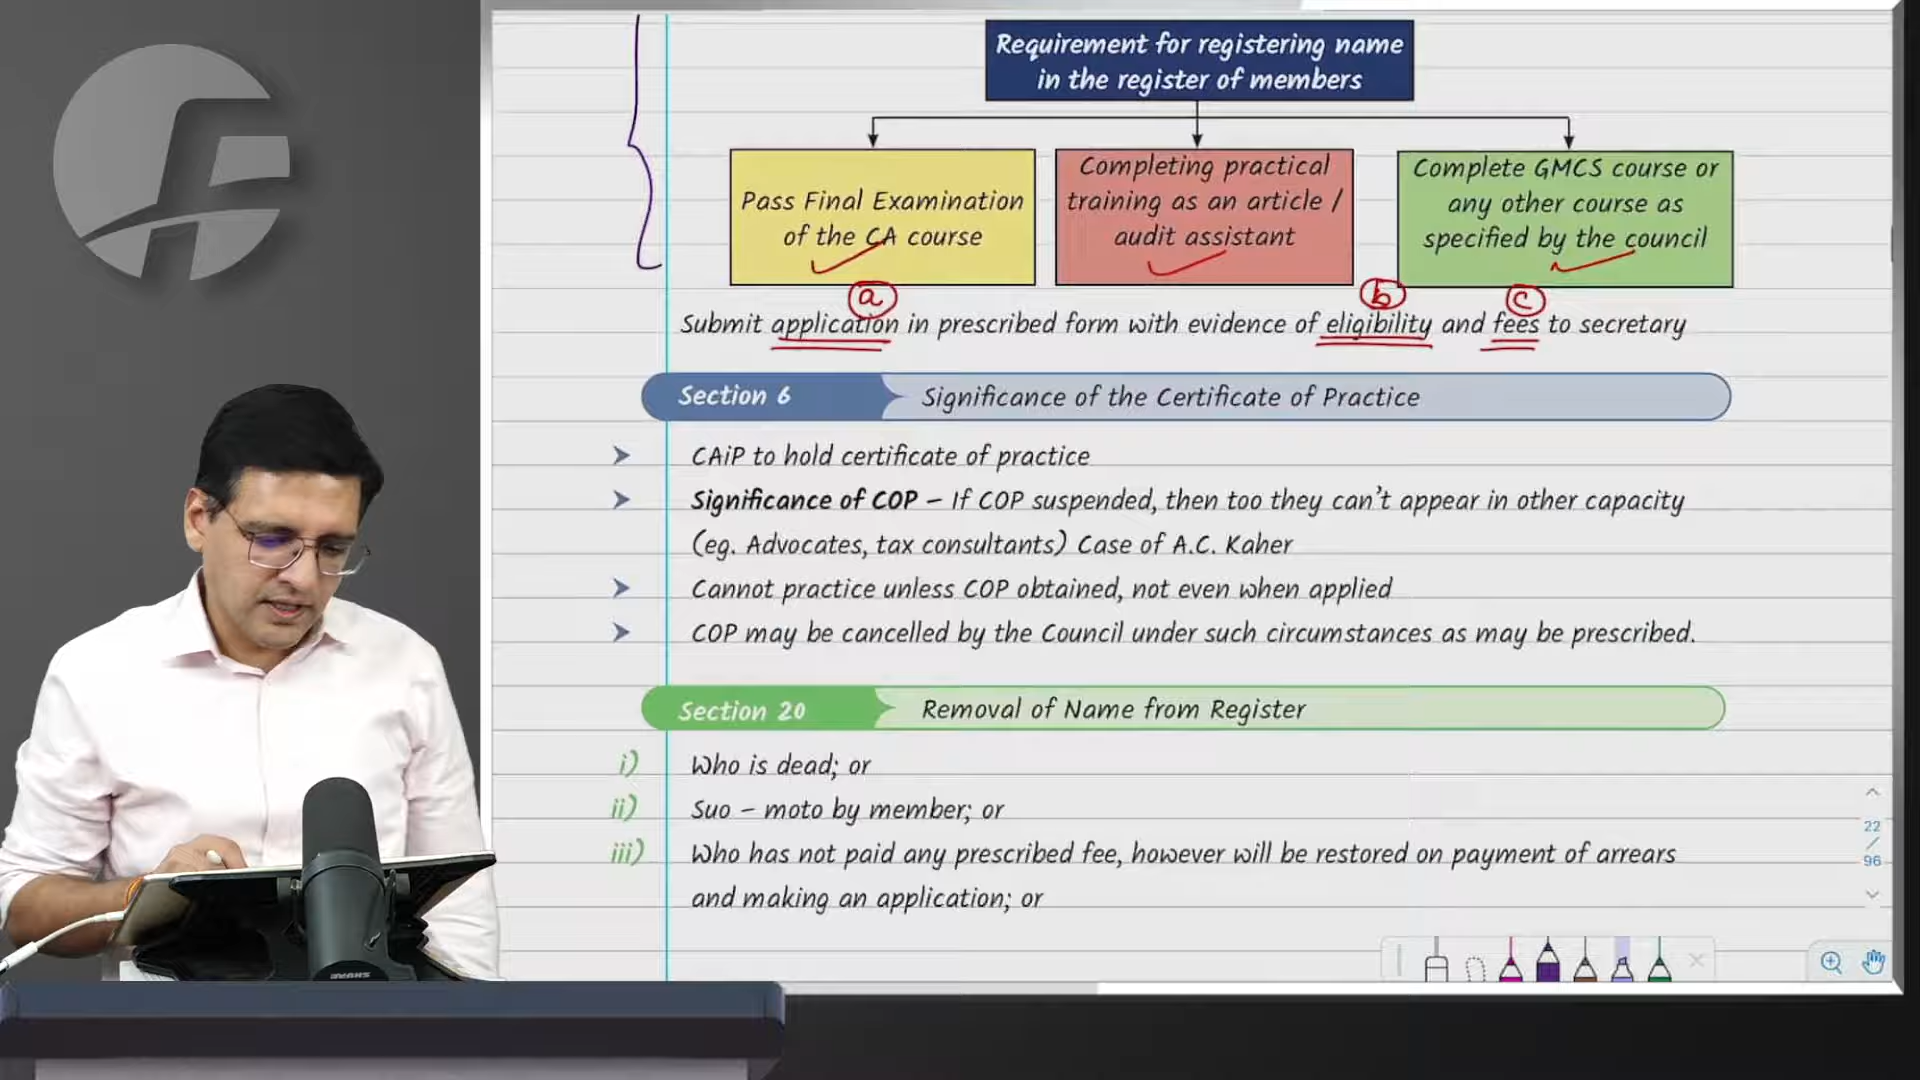 Requirement for registering name
in the register of members
Pass Final Examination
of the CA course
Completing practical
training as an article /
audit assistant
Complete GMCS course or
any other course as
specified by the council
a
b
c
Submit application in prescribed form with evidence of eligibility and fees to secretary
Section 6
Significance of the Certificate of Practice
CAiP to hold certificate of practice
Significance of COP – If COP suspended, then too they can't appear in other capacity
(eg. Advocates, tax consultants) Case of A.C. Kaher
Cannot practice unless COP obtained, not even when applied
COP may be cancelled by the Council under such circumstances as may be prescribed.
Section 20
Removal of Name from Register
i) Who is dead; or
ii) Suo – moto by member; or
iii) Who has not paid any prescribed fee, however will be restored on payment of arrears
and making an application; or
22
/
96
SHURE